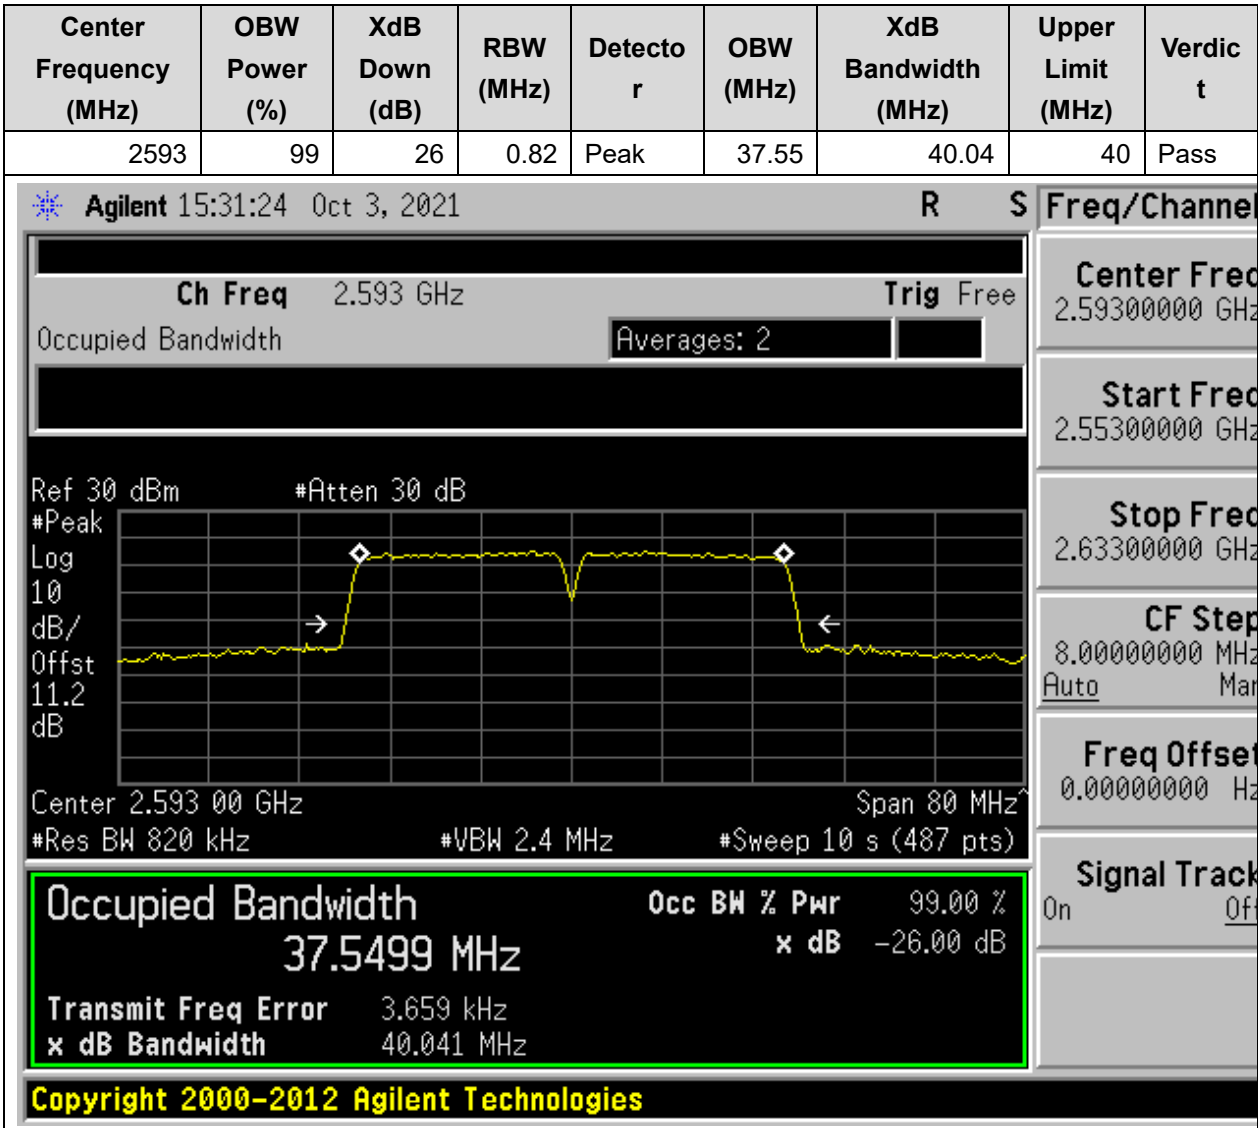 Center Frequency (MHz) OBW Power (%) XdB Down (dB) RBW (MHz) Detector OBW (MHz) XdB Bandwidth (MHz) Upper Limit (MHz) Verdict
2593 99 26 0.82 Peak 37.55 40.04 40 Pass
Agilent 15:31:24 Oct 3, 2021 R S
Freq/Channel
Ch Freq 2.593 GHz Trig Free
Occupied Bandwidth Averages: 2
Center Freq
2.59300000 GHz
Start Freq
2.55300000 GHz
Stop Freq
2.63300000 GHz
CF Step
8.00000000 MHz
Auto Man
Freq Offset
0.00000000 Hz
Signal Track
On Off
Ref 30 dBm #Atten 30 dB
#Peak
Log
10
dB/
Offst
11.2
dB
Center 2.593 00 GHz Span 80 MHz^
#Res BW 820 kHz #VBW 2.4 MHz #Sweep 10 s (487 pts)
Occupied Bandwidth Occ BW % Pwr 99.00 %
37.5499 MHz x dB -26.00 dB
Transmit Freq Error 3.659 kHz
x dB Bandwidth 40.041 MHz
Copyright 2000-2012 Agilent Technologies